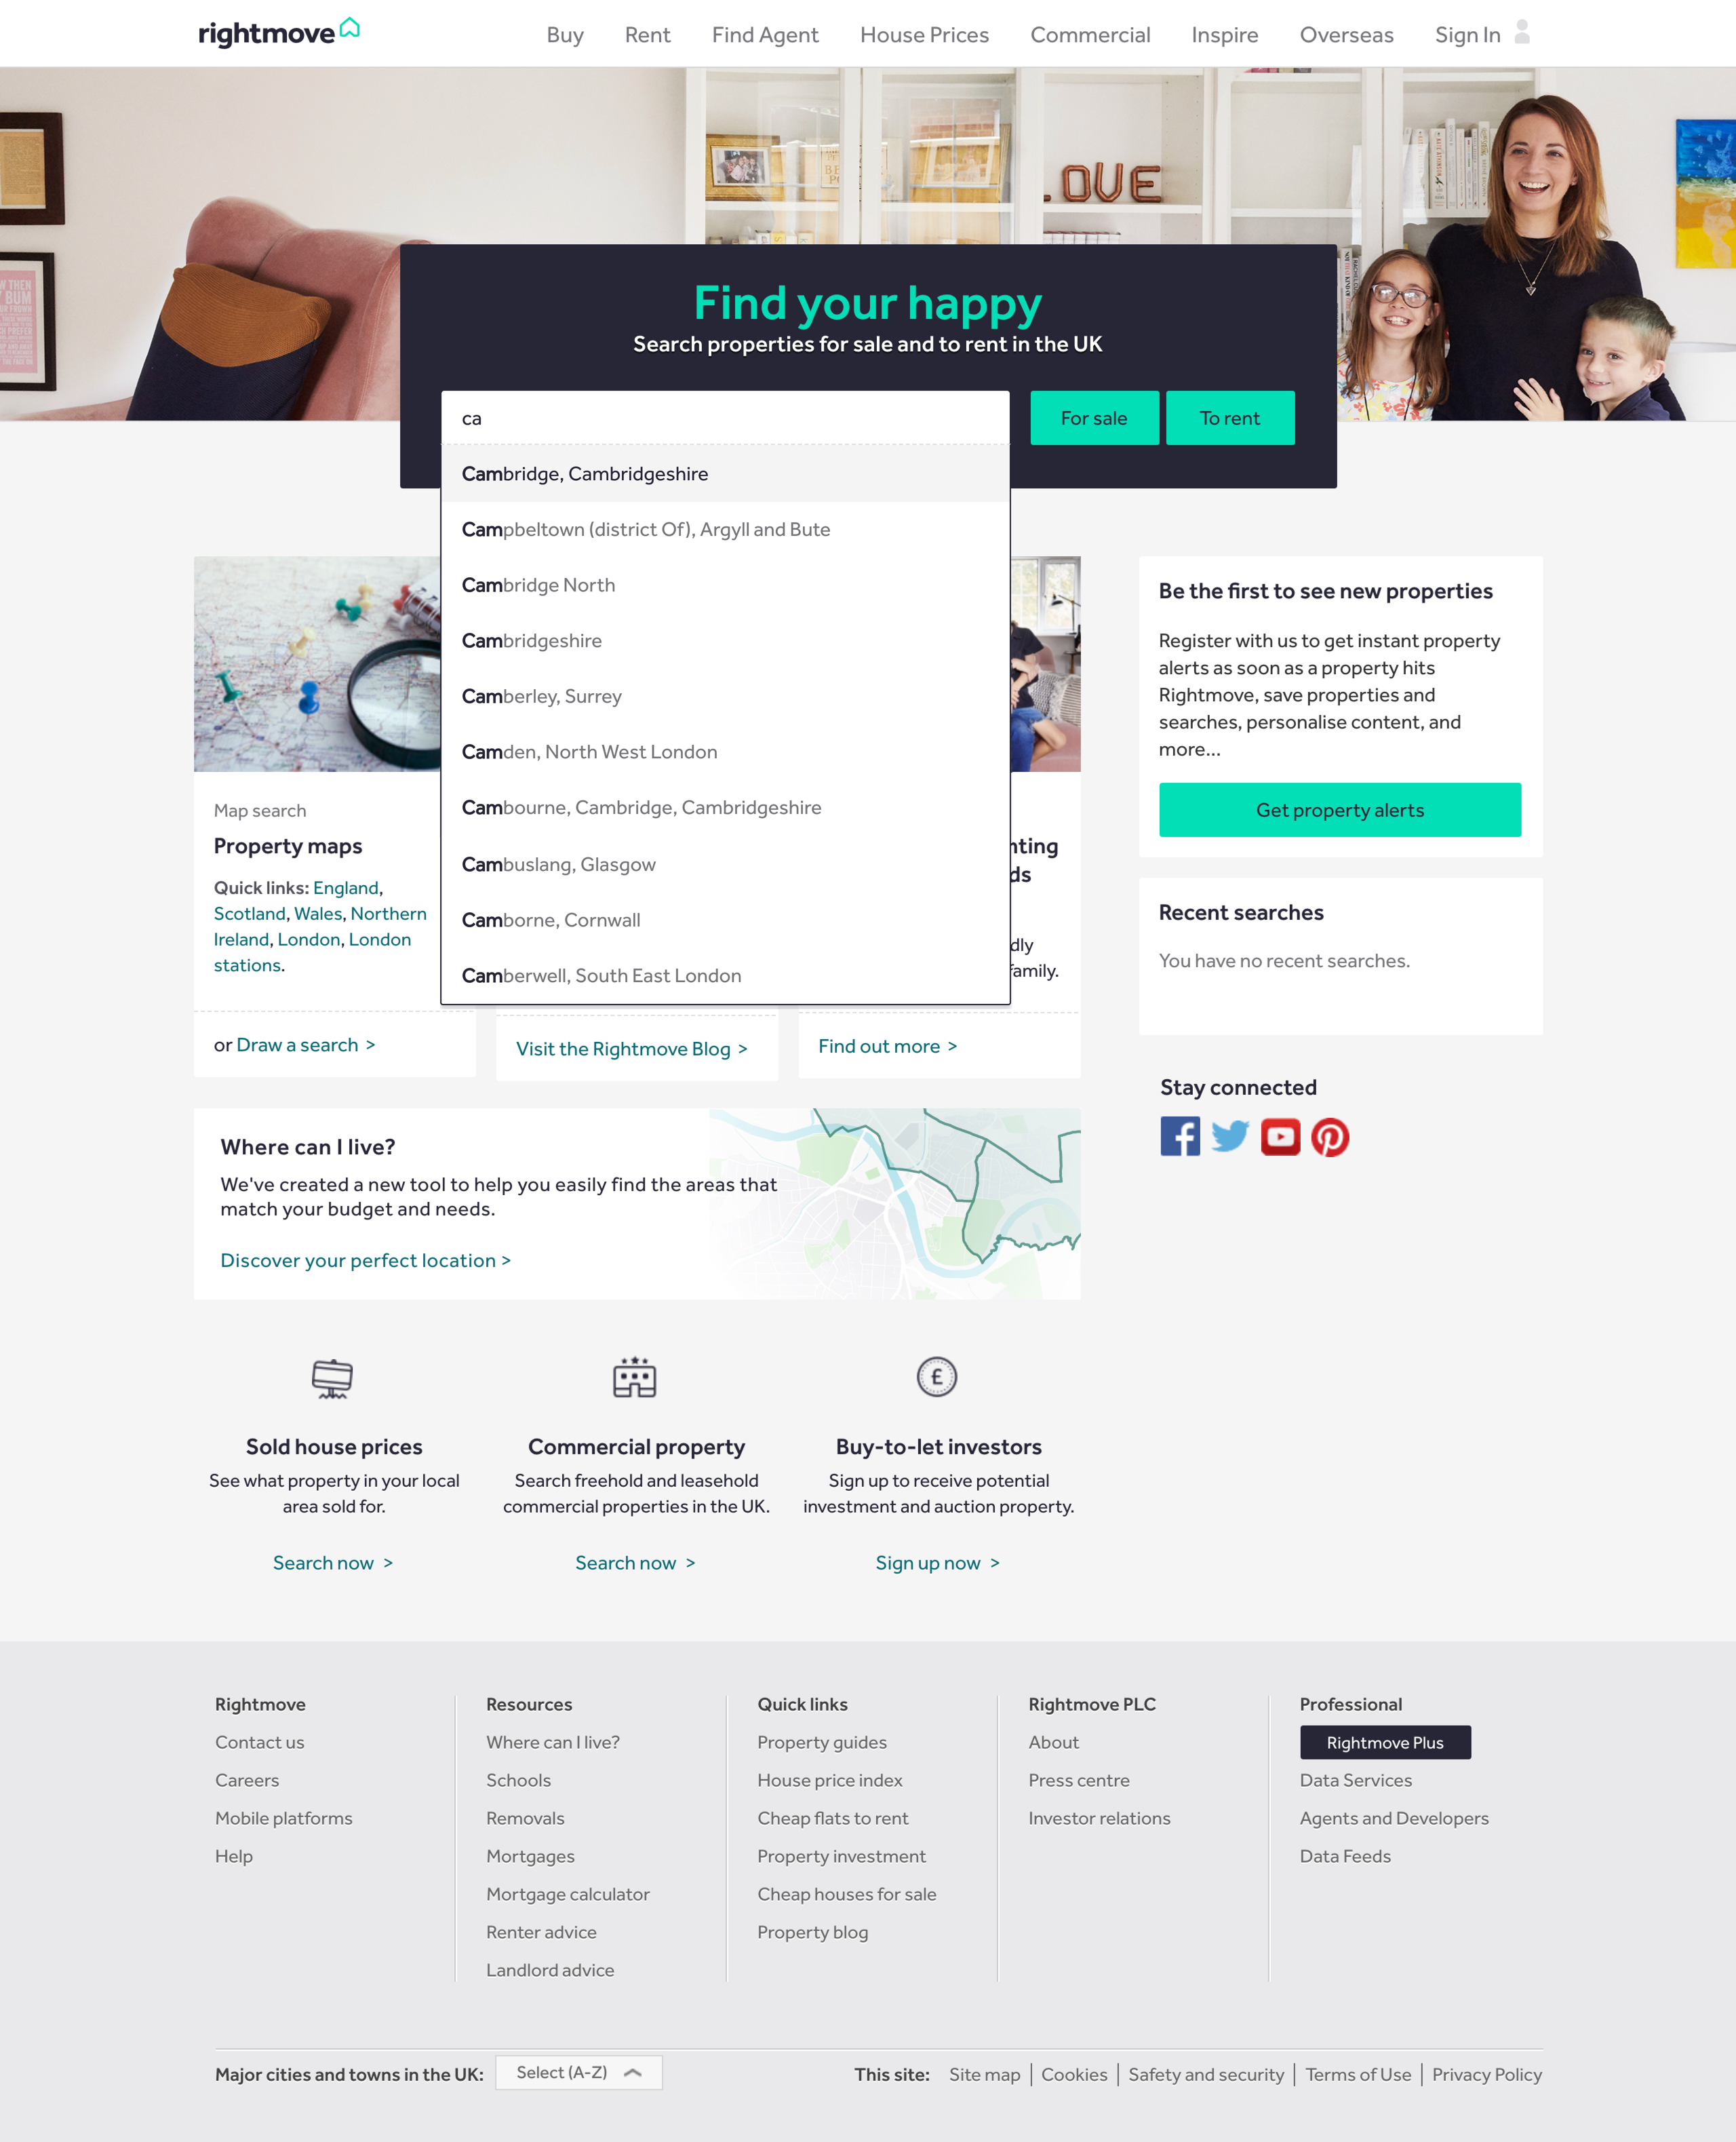 rightmove
Buy Rent Find Agent House Prices Commercial Inspire Overseas Sign In
LOVE
Find your happy
Search properties for sale and to rent in the UK
ca
For sale
To rent
Cambridge, Cambridgeshire
Campbeltown (district Of), Argyll and Bute
Cambridge North
Cambridgeshire
Camberley, Surrey
Camden, North West London
Cambourne, Cambridge, Cambridgeshire
Cambuslang, Glasgow
Camborne, Cornwall
Camberwell, South East London
Map search
Property maps
Quick links: England,
Scotland, Wales, Northern
Ireland, London, London
stations.
or Draw a search >
Visit the Rightmove Blog >
nting
ds
dly
family.
Find out more >
Be the first to see new properties
Register with us to get instant property
alerts as soon as a property hits
Rightmove, save properties and
searches, personalise content, and
more...
Get property alerts
Recent searches
You have no recent searches.
Stay connected
Where can I live?
We've created a new tool to help you easily find the areas that
match your budget and needs.
Discover your perfect location >
£
Sold house prices
See what property in your local
area sold for.
Search now >
Commercial property
Search freehold and leasehold
commercial properties in the UK.
Search now >
Buy-to-let investors
Sign up to receive potential
investment and auction property.
Sign up now >
Rightmove
Contact us
Careers
Mobile platforms
Help
Resources
Where can I live?
Schools
Removals
Mortgages
Mortgage calculator
Renter advice
Landlord advice
Quick links
Property guides
House price index
Cheap flats to rent
Property investment
Cheap houses for sale
Property blog
Rightmove PLC
About
Press centre
Investor relations
Professional
Rightmove Plus
Data Services
Agents and Developers
Data Feeds
Major cities and towns in the UK: Select (A-Z)
This site: Site map | Cookies | Safety and security | Terms of Use | Privacy Policy